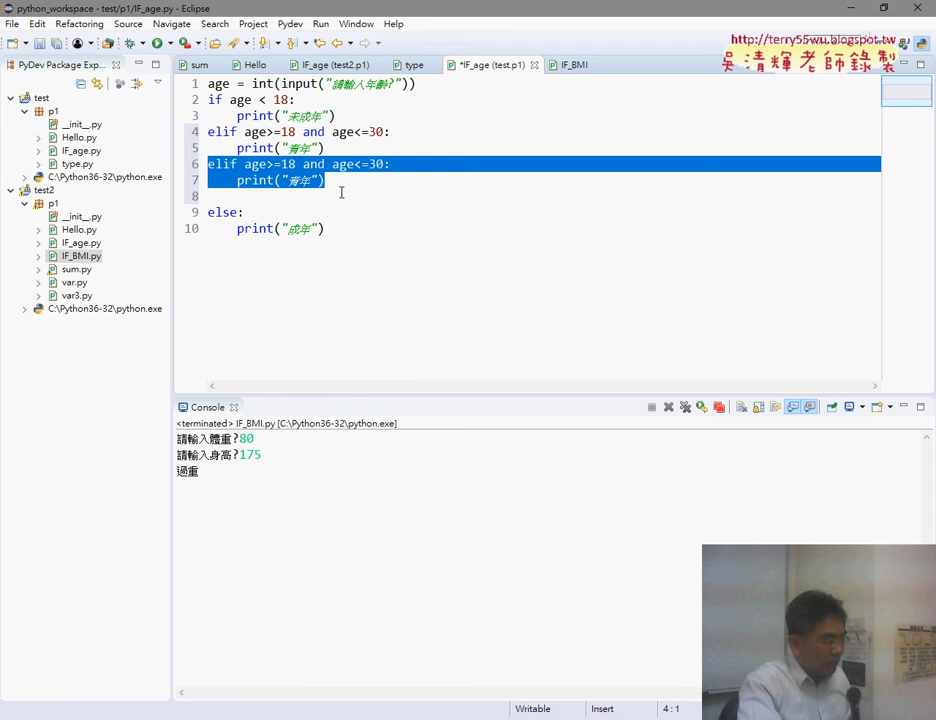 python_workspace - test/p1/IF_age.py - Eclipse
File Edit Refactoring Source Navigate Search Project Pydev Run Window Help
http://terry55wu.blogspot.tw
吳清輝老師錄製
PyDev Package Exp...
sum Hello IF_age (test2.p1) type *IF_age (test.p1) IF_BMI
test
p1
__init__.py
Hello.py
IF_age.py
type.py
C:\Python36-32\python.exe
test2
p1
__init__.py
Hello.py
IF_age.py
IF_BMI.py
sum.py
var.py
var3.py
C:\Python36-32\python.exe
1 age = int(input("請輸入年齡?"))
2 if age < 18:
3 print("未成年")
4 elif age>=18 and age<=30:
5 print("青年")
6 elif age>=18 and age<=30:
7 print("青年")
8
9 else:
10 print("成年")
Console
<terminated> IF_BMI.py [C:\Python36-32\python.exe]
請輸入體重?80
請輸入身高?175
過重
Writable Insert 4 : 1